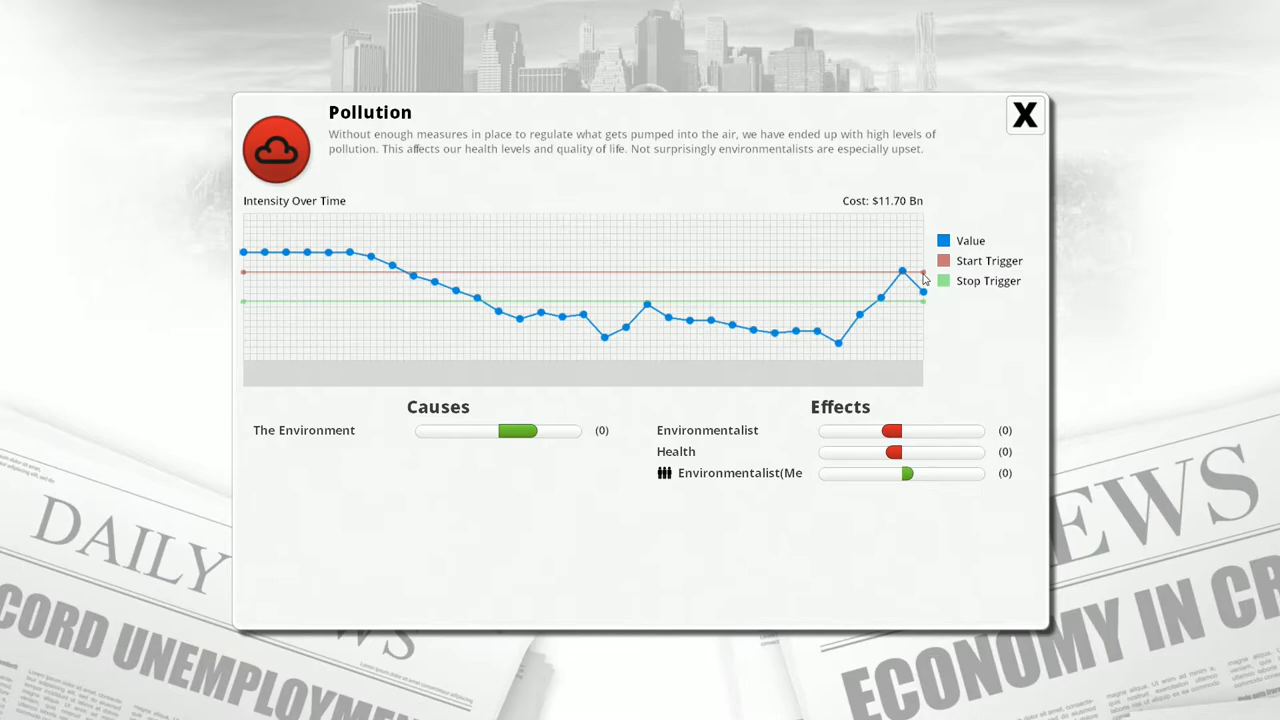 Pollution
X
Without enough measures in place to regulate what gets pumped into the air, we have ended up with high levels of
pollution. This affects our health levels and quality of life. Not surprisingly environmentalists are especially upset.
Intensity Over Time
Cost: $11.70 Bn
Value
Start Trigger
Stop Trigger
Causes
Effects
The Environment
(0)
Environmentalist
(0)
Health
(0)
Environmentalist(Me
(0)
DAILY
EWS
CORD UNEMPLOYME
WS
ECONOMY IN CR